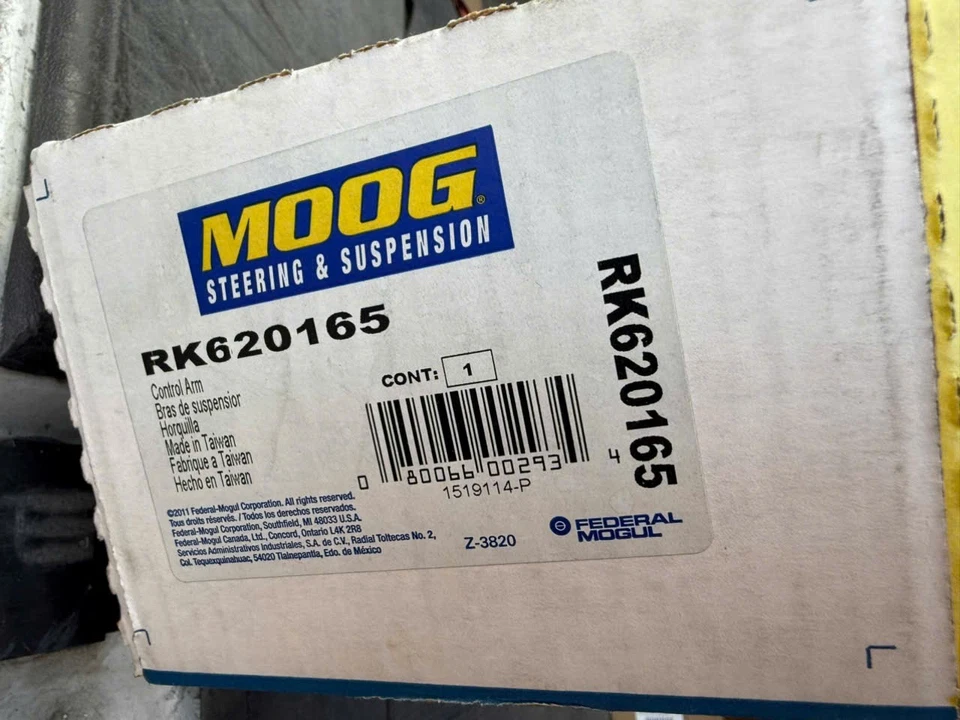 MOOG®
STEERING & SUSPENSION
RK620165
Control Arm
Bras de suspensior
Horquilla
Made in Taiwan
Fabrique a Taiwan
Hecho en Taiwan
CONT: 1
0 80066 00293 4
1519114-P
RK620165
©2011 Federal-Mogul Corporation. All rights reserved.
Tous droits réservés. / Todos los derechos reservados.
Federal-Mogul Corporation, Southfield, MI 48033 U.S.A.
Federal-Mogul Canada, Ltd., Concord, Ontario L4K 2R8
Servicios Administrativos Industriales, S.A. de C.V., Radial Toltecas No. 2,
Col. Tequexquinahuac, 54020 Tlalnepantla, Edo. de México
Z-3820
FEDERAL
MOGUL